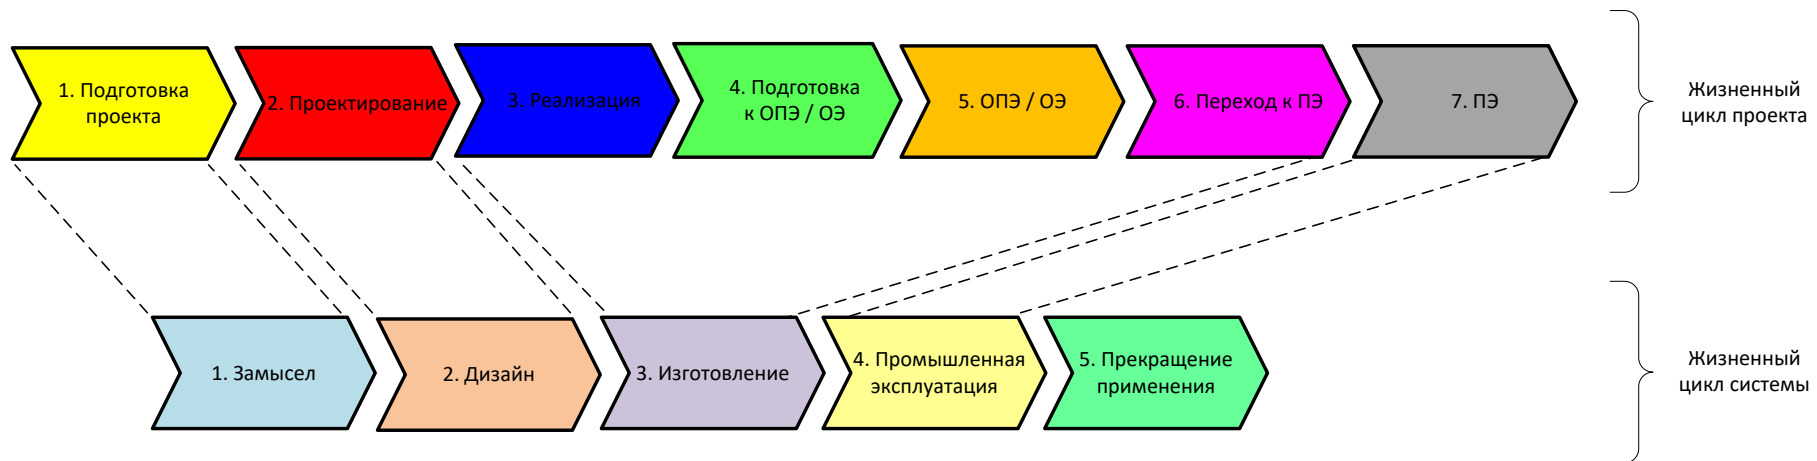 1. Подготовка
проекта
2. Проектирование
3. Реализация
4. Подготовка
к ОПЭ / ОЭ
5. ОПЭ / ОЭ
6. Переход к ПЭ
7. ПЭ
Жизненный
цикл проекта
1. Замысел
2. Дизайн
3. Изготовление
4. Промышленная
эксплуатация
5. Прекращение
применения
Жизненный
цикл системы